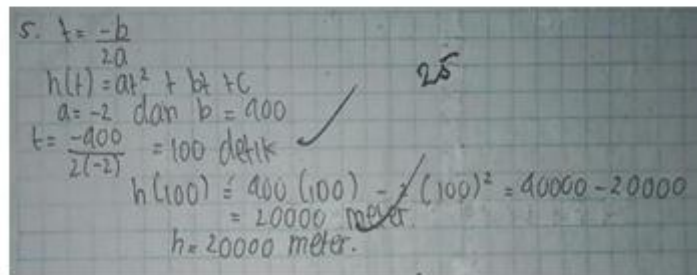 5. t = -b/2a
h(t) = at² + bt + c
a = -2 dan b = 400
25
t = -400/2(-2) = 100 detik
h(100) = 400 (100) - 2 (100)² = 40000 - 20000
= 20000 meter.
h = 20000 meter.